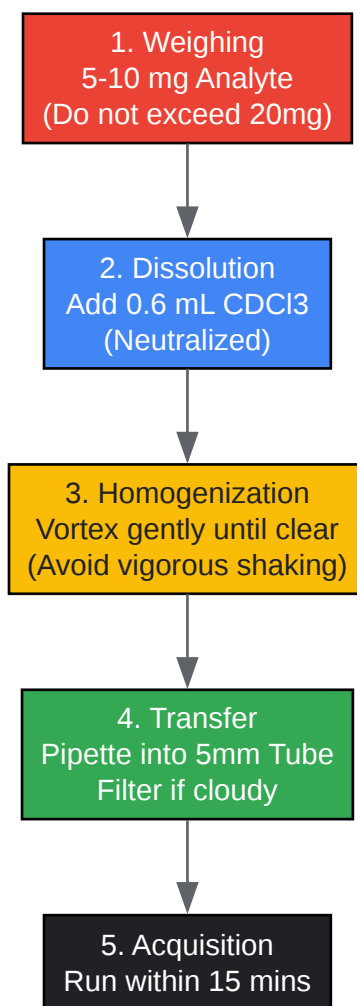 1. Weighing
5-10 mg Analyte
(Do not exceed 20mg)
2. Dissolution
Add 0.6 mL CDCl3
(Neutralized)
3. Homogenization
Vortex gently until clear
(Avoid vigorous shaking)
4. Transfer
Pipette into 5mm Tube
Filter if cloudy
5. Acquisition
Run within 15 mins